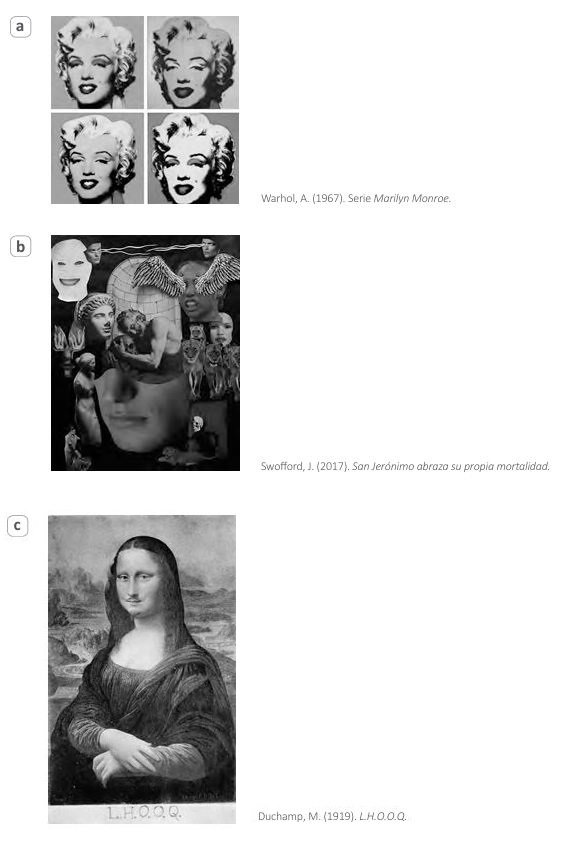 a
Warhol, A. (1967). Serie Marilyn Monroe.
b
Swofford, J. (2017). San Jerónimo abraza su propia mortalidad.
c
L.H.O.O.Q.
Duchamp, M. (1919). L.H.O.O.Q.